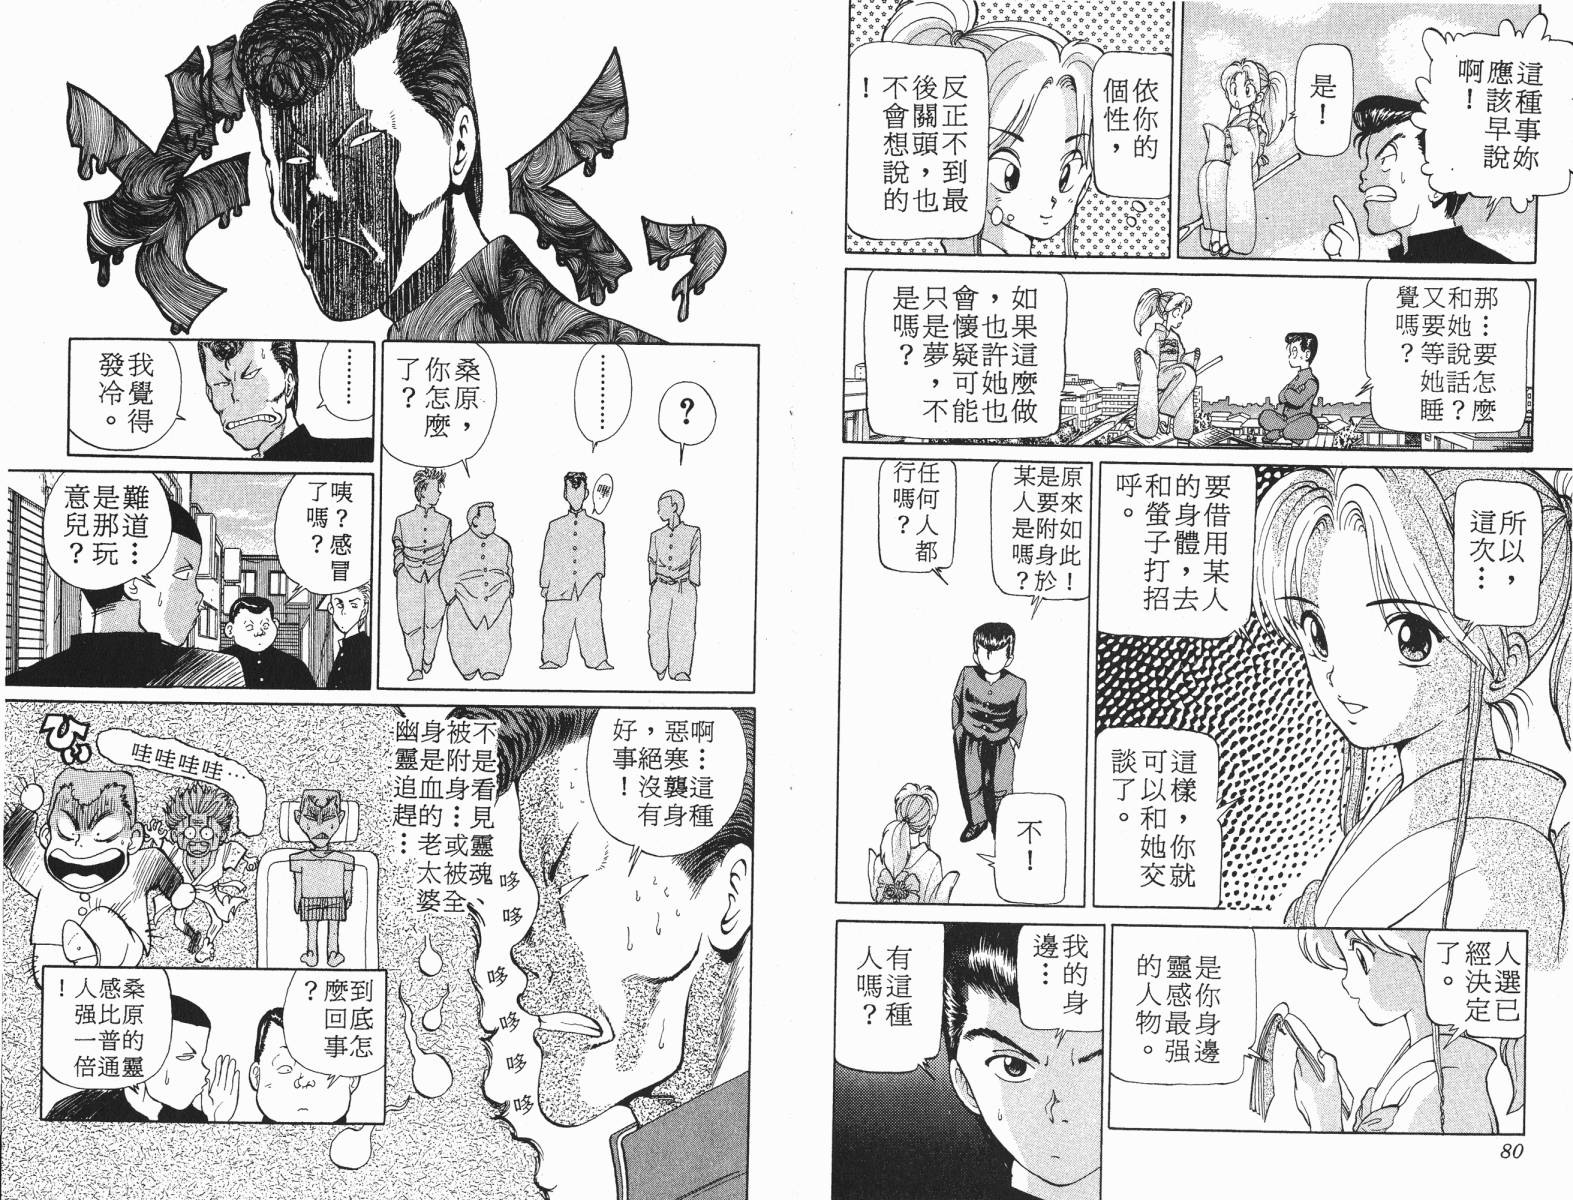 這種事妳
應該早說
啊！
是！
依你的
個性，
反正不到最
後關頭，也
不會想說的
！
那…要怎麼
和她說話？
又要等她睡
覺嗎？
如果這麼做
，也許她也
會懷疑可能
只是夢，不
是嗎？
所以，
這次…
要借用某人
的身體，去
和螢子打招
呼。
這樣，你就
可以和她交
談了。
原來如此！
是要附身於
某人是嗎？
任何人都
行嗎？
不！
人選已
經決定
了。
是你身邊
靈感最强
的人物。
我的身
邊…
有這種
人嗎？
80
？
………
嗶
桑原，
你怎麼
了？
………
我覺得
發冷。
咦？感冒
了嗎？
難道…
是那玩
意兒？
啊…這種
惡寒襲身
，絕沒有
好事！
不是看見靈魂、
被附身…或被全
身是血的老太婆
幽靈追趕…
哆
哆
哆
哆
哆
哆
哇哇哇哇…
到底怎
麼回事
？
桑原的靈
感比普通
人强一倍
！